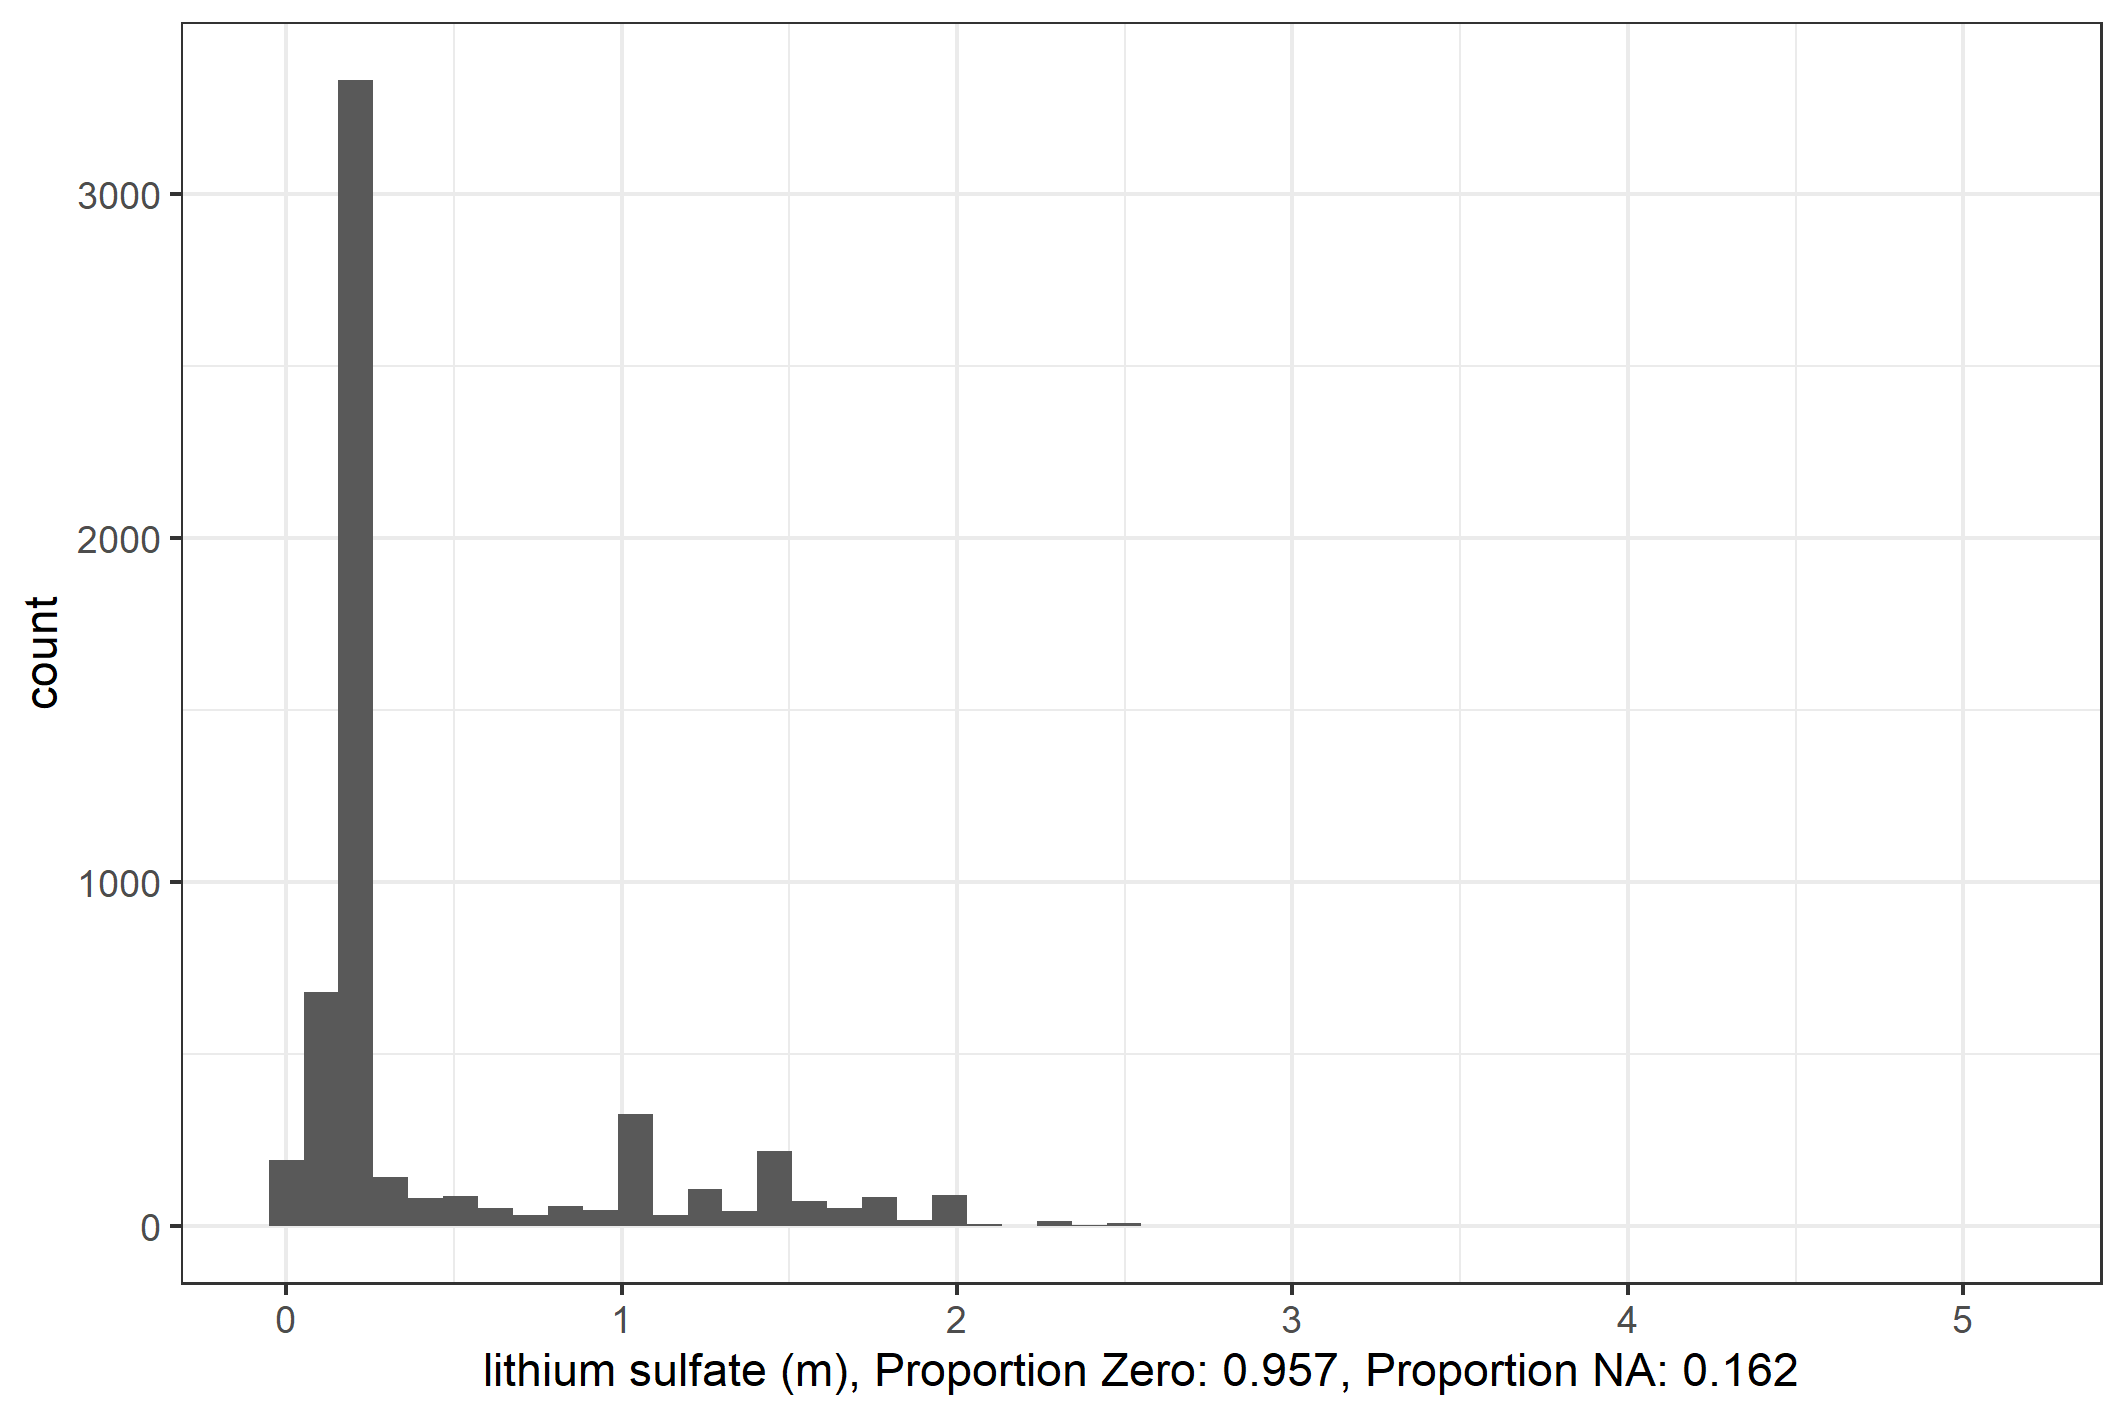 3000
2000
1000
0
count
0 1 2 3 4 5
lithium sulfate (m), Proportion Zero: 0.957, Proportion NA: 0.162